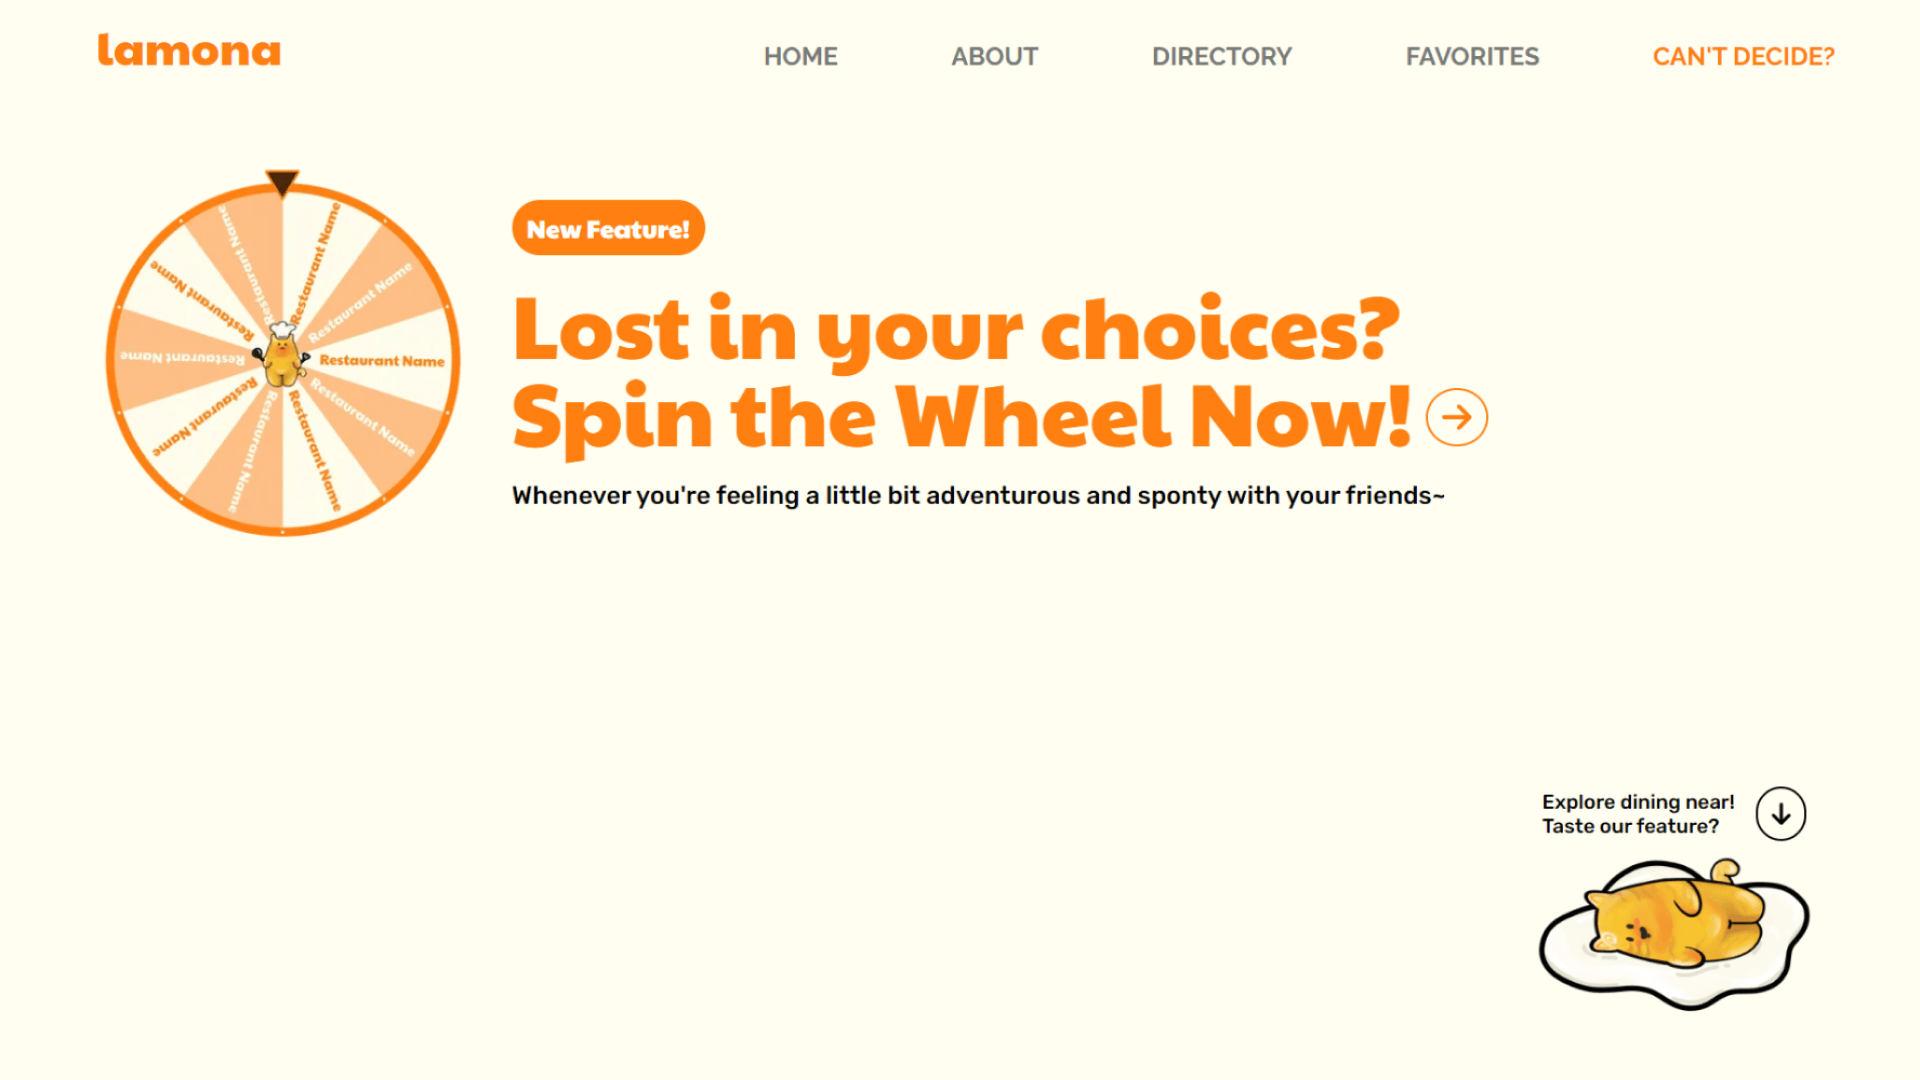 lamona
HOME
ABOUT
DIRECTORY
FAVORITES
CAN'T DECIDE?
Restaurant Name
Restaurant Name
Restaurant Name
Restaurant Name
Restaurant Name
Restaurant Name
Restaurant Name
Restaurant Name
Restaurant Name
Restaurant Name
New Feature!
Lost in your choices?
Spin the Wheel Now!
Whenever you're feeling a little bit adventurous and sponty with your friends~
Explore dining near!
Taste our feature?